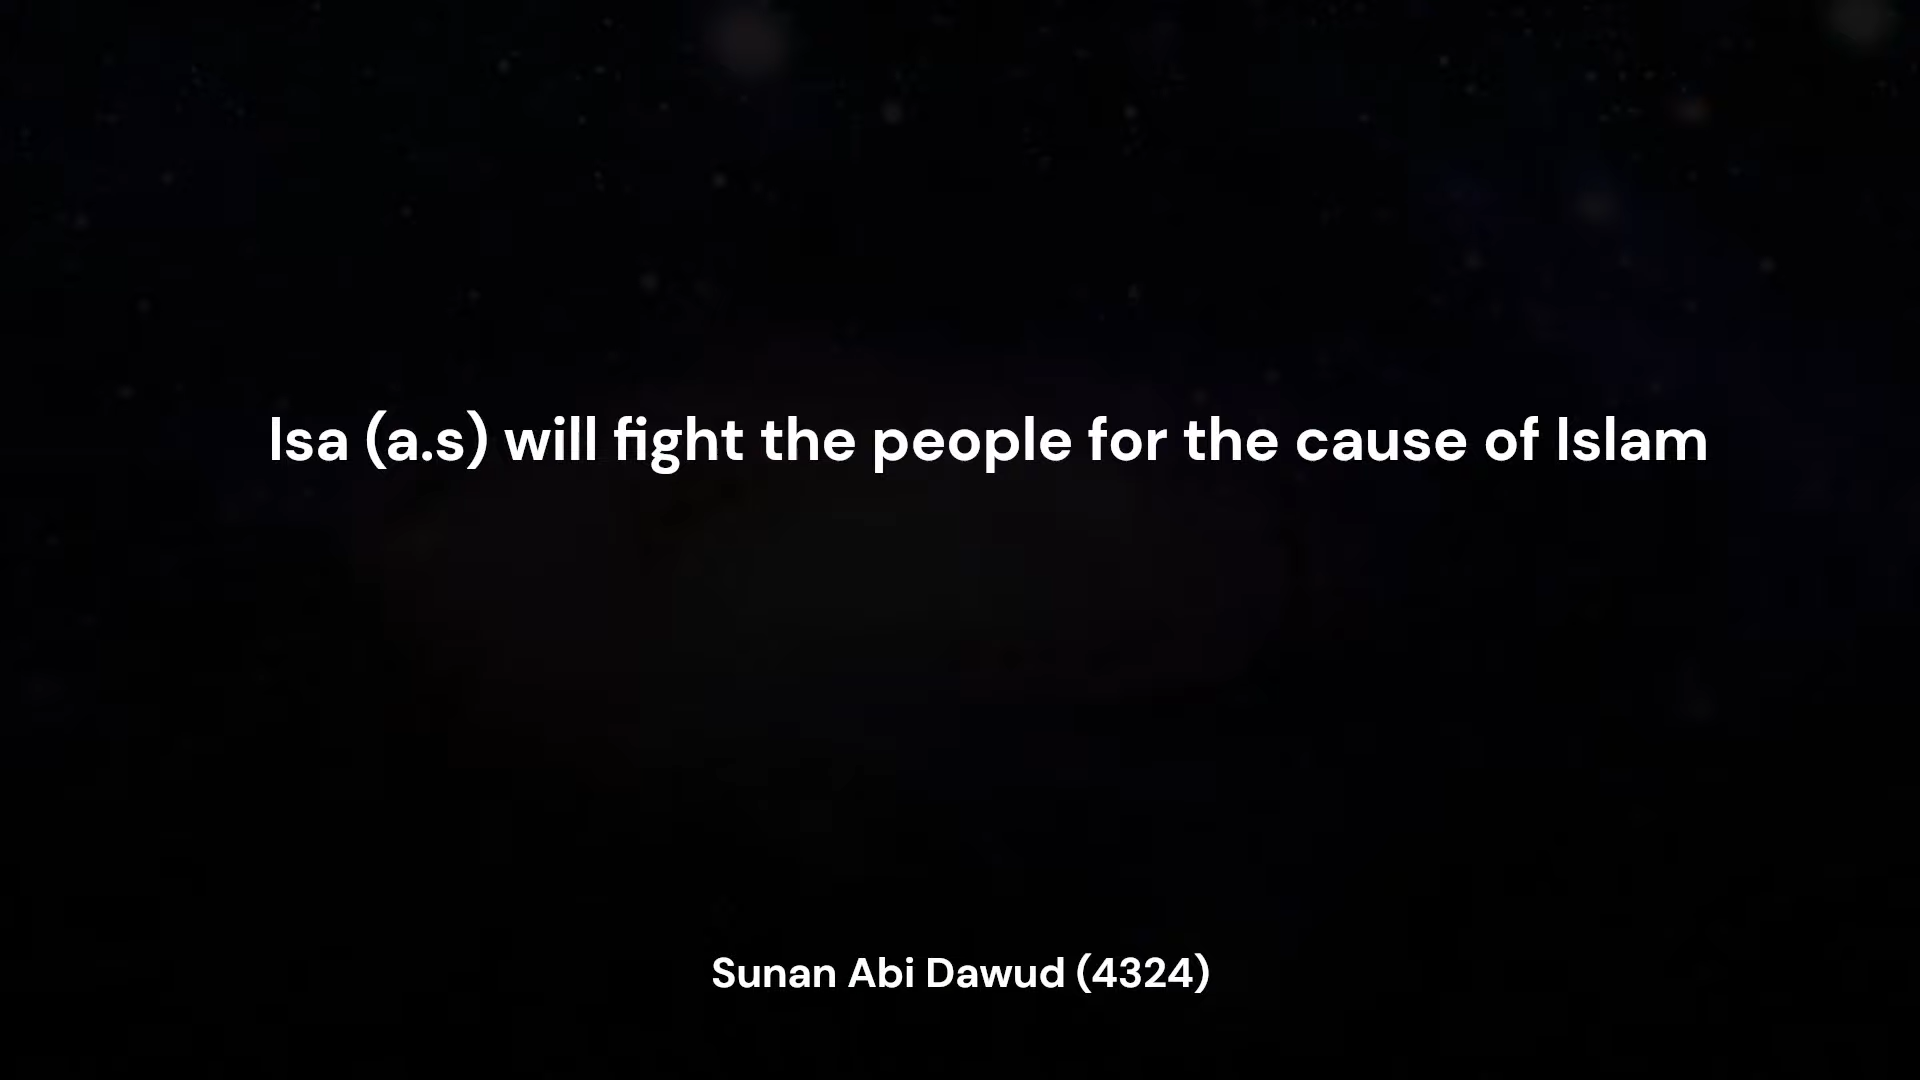 Isa (a.s) will fight the people for the cause of Islam
Sunan Abi Dawud (4324)